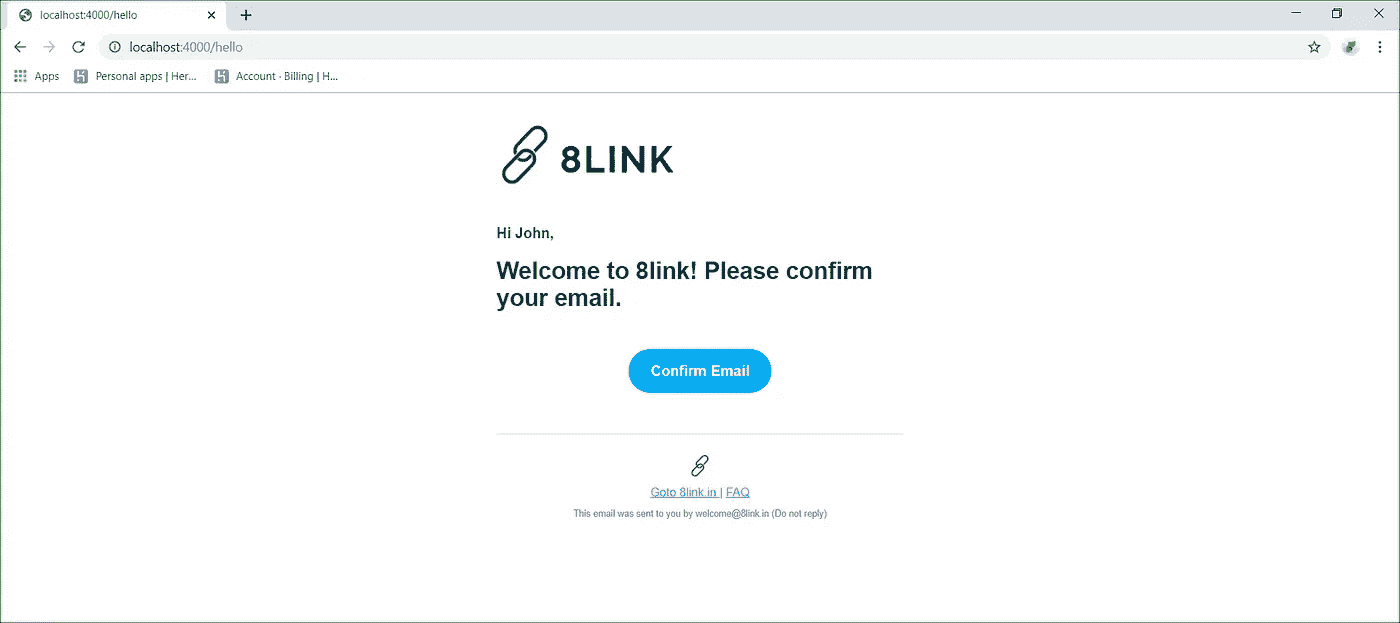 localhost:4000/hello
localhost:4000/hello
Apps Personal apps | Her... Account · Billing | H...
8LINK
Hi John,
Welcome to 8link! Please confirm
your email.
Confirm Email
Goto 8link.in | FAQ
This email was sent to you by welcome@8link.in (Do not reply)